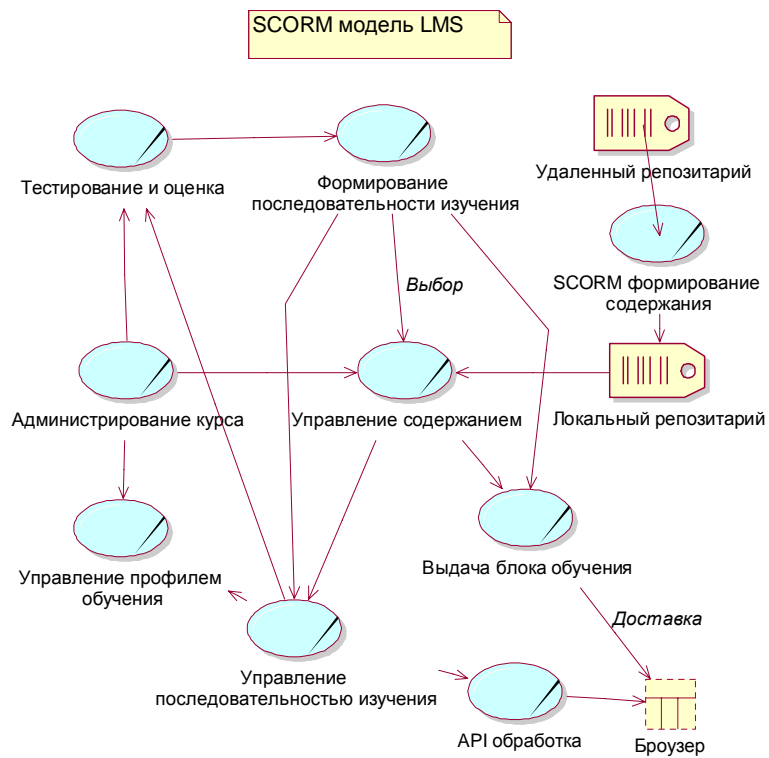 SCORM модель LMS
Тестирование и оценка
Формирование
последовательности изучения
Удаленный репозитарий
SCORM формирование
содержания
Выбор
Администрирование курса
Управление содержанием
Локальный репозитарий
Управление профилем
обучения
Выдача блока обучения
Доставка
Управление
последовательностью изучения
API обработка
Броузер